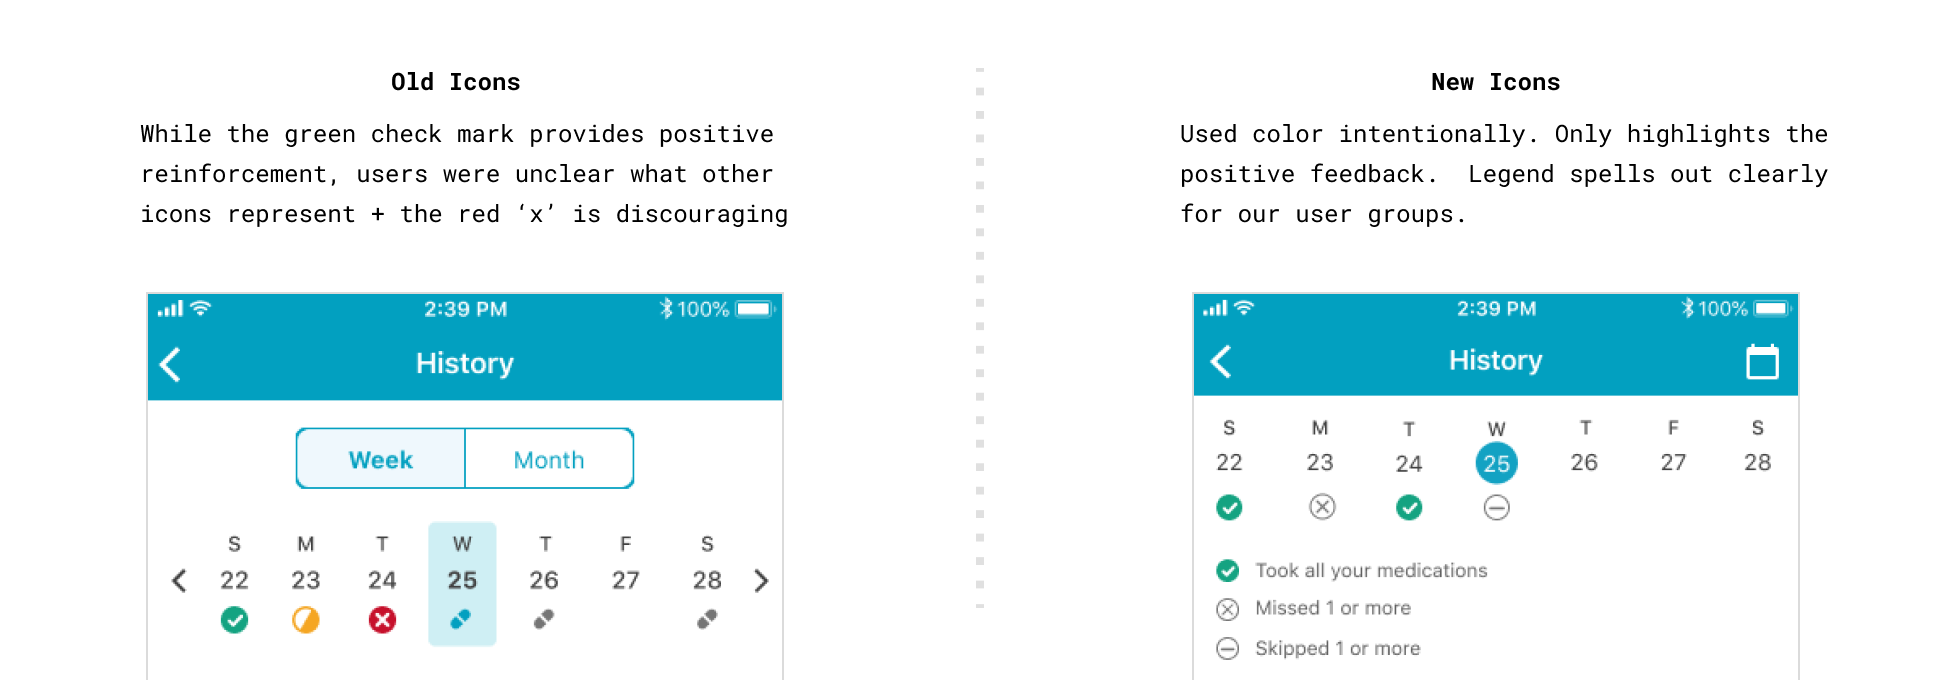 Old Icons
While the green check mark provides positive
reinforcement, users were unclear what other
icons represent + the red ‘x’ is discouraging
2:39 PM 100%
History
Week Month
S M T W T F S
22 23 24 25 26 27 28
New Icons
Used color intentionally. Only highlights the
positive feedback.  Legend spells out clearly
for our user groups.
2:39 PM 100%
History
S M T W T F S
22 23 24 25 26 27 28
Took all your medications
Missed 1 or more
Skipped 1 or more